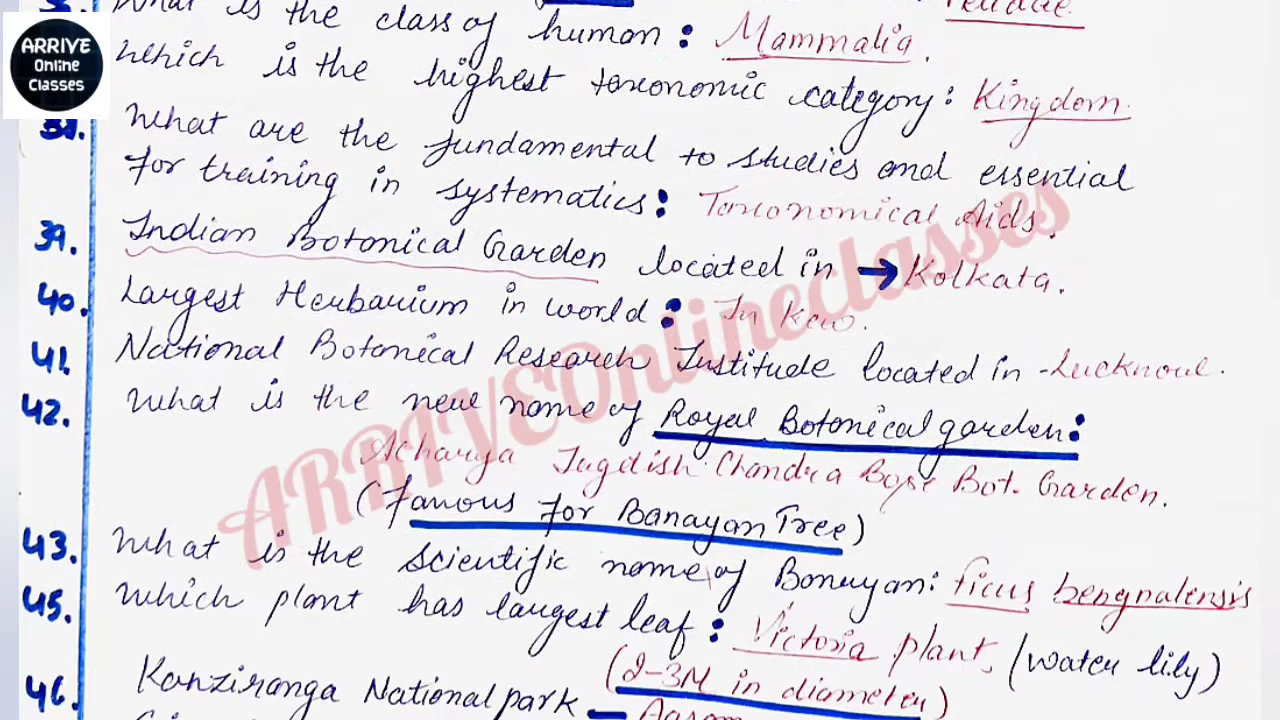 ARRIVE
Online
Classes
What is the class of human : Mammalia.
Which is the highest taxonomic category : Kingdom.
38. What are the fundamental to studies and essential
for training in systematics : Taxonomical Aids.
39. Indian Botanical Garden located in → Kolkata.
40. Largest Herbarium in world : In Kew.
41. National Botanical Research Institude located in - Lucknow.
42. What is the new name of Royal Botanical garden :
Acharya Jagdish Chandra Bose Bot. Garden.
(famous for Banayan Tree)
43. What is the scientific name of Banayan : ficus bengnalensis
45. Which plant has largest leaf : Victoria plant, (water lily)
(2-3M in diameter)
46. Kanziranga National park - Assam
ARRIVEOnlineclasses